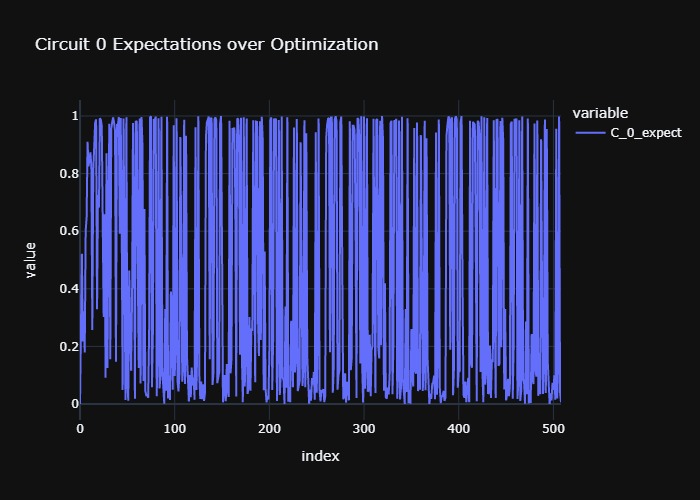 Circuit 0 Expectations over Optimization
variable
C_0_expect
value
1
0.8
0.6
0.4
0.2
0
0 100 200 300 400 500
index